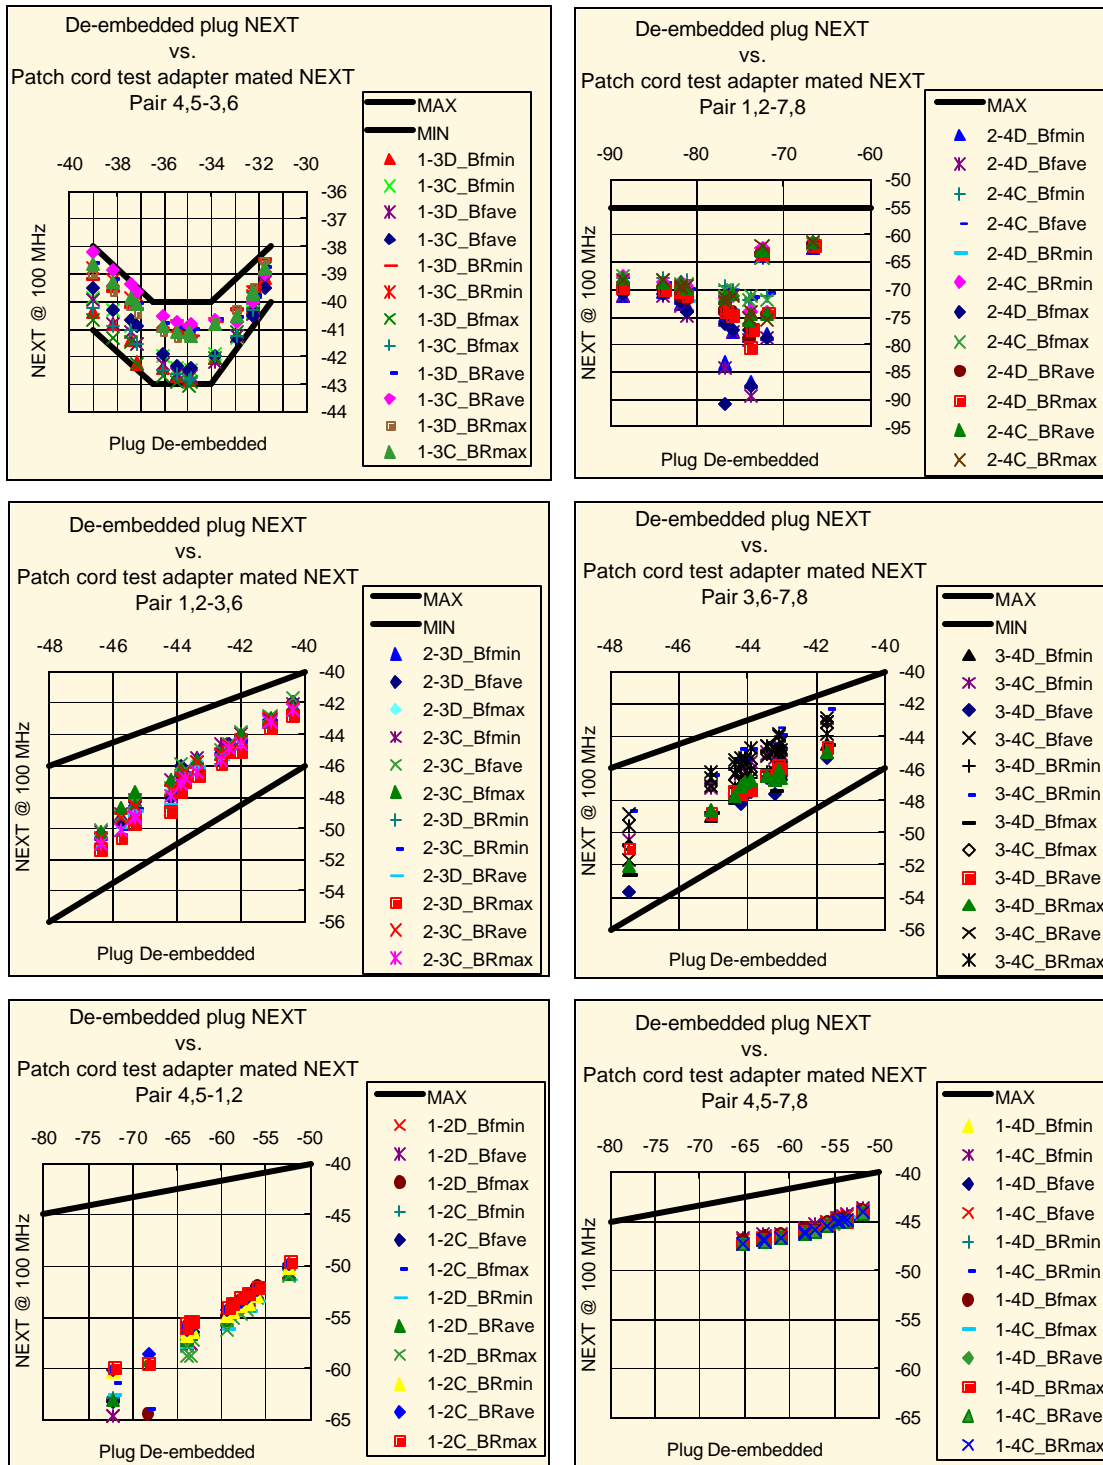 De-embedded plug NEXT
vs.
Patch cord test adapter mated NEXT
Pair 4,5-3,6
MAX
MIN
1-3D_Bfmin
1-3C_Bfmin
1-3D_Bfave
1-3C_Bfave
1-3D_BRmin
1-3C_BRmin
1-3D_Bfmax
1-3C_Bfmax
1-3D_BRave
1-3C_BRave
1-3D_BRmax
1-3C_BRmax
-40 -38 -36 -34 -32 -30
-36
-37
-38
-39
-40
-41
-42
-43
-44
NEXT @ 100 MHz
Plug De-embedded
De-embedded plug NEXT
vs.
Patch cord test adapter mated NEXT
Pair 1,2-7,8
MAX
2-4D_Bfmin
2-4D_Bfave
2-4C_Bfmin
2-4C_Bfave
2-4D_BRmin
2-4C_BRmin
2-4D_Bfmax
2-4C_Bfmax
2-4D_BRave
2-4D_BRmax
2-4C_BRave
2-4C_BRmax
-90 -80 -70 -60
-50
-55
-60
-65
-70
-75
-80
-85
-90
-95
NEXT @ 100 MHz
Plug De-embedded
De-embedded plug NEXT
vs.
Patch cord test adapter mated NEXT
Pair 1,2-3,6
MAX
MIN
2-3D_Bfmin
2-3D_Bfave
2-3D_Bfmax
2-3C_Bfmin
2-3C_Bfave
2-3C_Bfmax
2-3D_BRmin
2-3C_BRmin
2-3D_BRave
2-3D_BRmax
2-3C_BRave
2-3C_BRmax
-48 -46 -44 -42 -40
-40
-42
-44
-46
-48
-50
-52
-54
-56
NEXT @ 100 MHz
Plug De-embedded
De-embedded plug NEXT
vs.
Patch cord test adapter mated NEXT
Pair 3,6-7,8
MAX
MIN
3-4D_Bfmin
3-4C_Bfmin
3-4D_Bfave
3-4C_Bfave
3-4D_BRmin
3-4C_BRmin
3-4D_Bfmax
3-4C_Bfmax
3-4D_BRave
3-4D_BRmax
3-4C_BRave
3-4C_BRmax
-48 -46 -44 -42 -40
-40
-42
-44
-46
-48
-50
-52
-54
-56
NEXT @ 100 MHz
Plug De-embedded
De-embedded plug NEXT
vs.
Patch cord test adapter mated NEXT
Pair 4,5-1,2
MAX
1-2D_Bfmin
1-2D_Bfave
1-2D_Bfmax
1-2C_Bfmin
1-2C_Bfave
1-2C_Bfmax
1-2D_BRmin
1-2D_BRave
1-2D_BRmax
1-2C_BRmin
1-2C_BRave
1-2C_BRmax
-80 -75 -70 -65 -60 -55 -50
-40
-45
-50
-55
-60
-65
NEXT @ 100 MHz
Plug De-embedded
De-embedded plug NEXT
vs.
Patch cord test adapter mated NEXT
Pair 4,5-7,8
MAX
1-4D_Bfmin
1-4C_Bfmin
1-4D_Bfave
1-4C_Bfave
1-4D_BRmin
1-4C_BRmin
1-4D_Bfmax
1-4C_Bfmax
1-4D_BRave
1-4D_BRmax
1-4C_BRave
1-4C_BRmax
-80 -75 -70 -65 -60 -55 -50
-40
-45
-50
-55
-60
-65
NEXT @ 100 MHz
Plug De-embedded